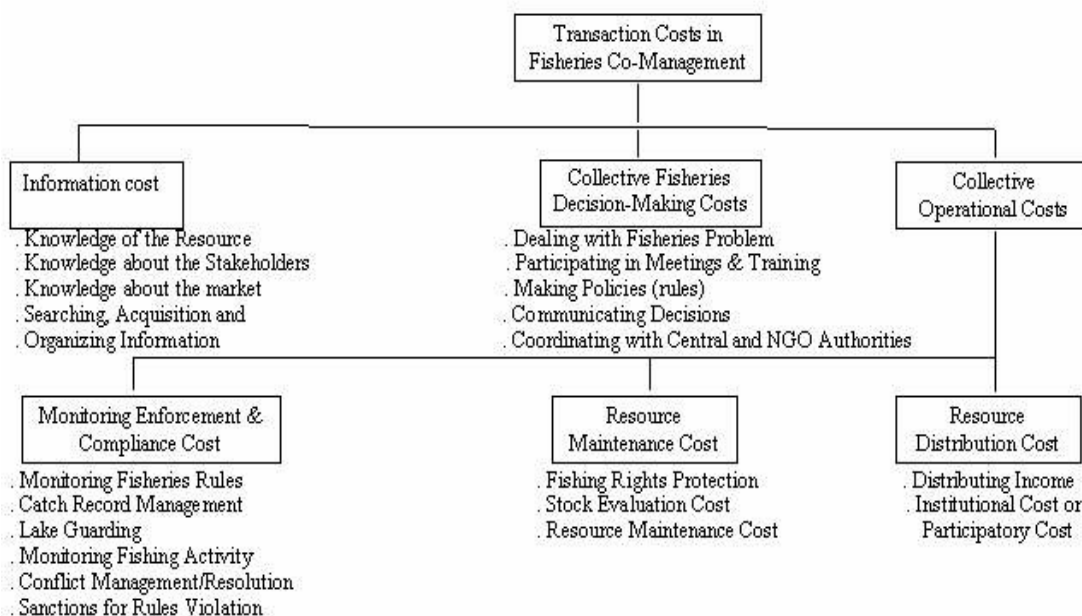 Transaction Costs in
Fisheries Co-Management
Information cost
. Knowledge of the Resource
. Knowledge about the Stakeholders
. Knowledge about the market
. Searching, Acquisition and
. Organizing Information
Collective Fisheries
Decision-Making Costs
. Dealing with Fisheries Problem
. Participating in Meetings & Training
. Making Policies (rules)
. Communicating Decisions
. Coordinating with Central and NGO Authorities
Collective
Operational Costs
Monitoring Enforcement &
Compliance Cost
. Monitoring Fisheries Rules
. Catch Record Management
. Lake Guarding
. Monitoring Fishing Activity
. Conflict Management/Resolution
. Sanctions for Rules Violation
Resource
Maintenance Cost
. Fishing Rights Protection
. Stock Evaluation Cost
. Resource Maintenance Cost
Resource
Distribution Cost
. Distributing Income
. Institutional Cost or
Participatory Cost